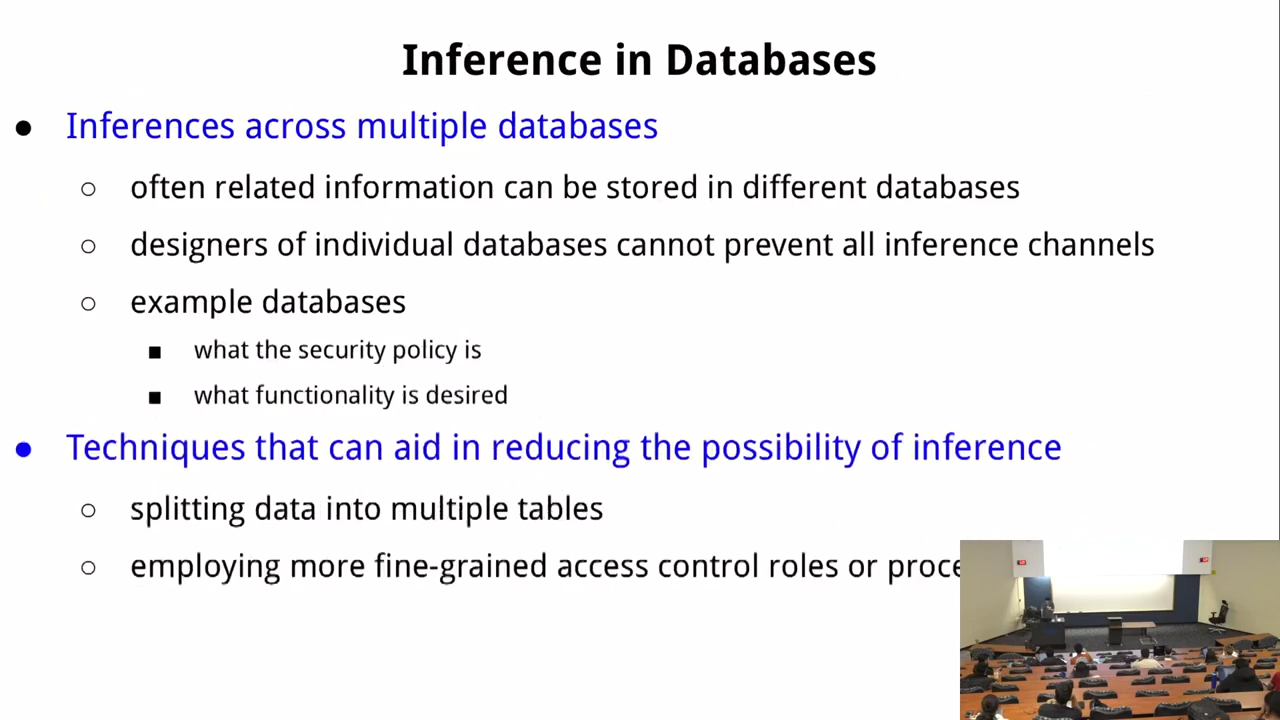 Inference in Databases
● Inferences across multiple databases
○ often related information can be stored in different databases
○ designers of individual databases cannot prevent all inference channels
○ example databases
■ what the security policy is
■ what functionality is desired
● Techniques that can aid in reducing the possibility of inference
○ splitting data into multiple tables
○ employing more fine-grained access control roles or